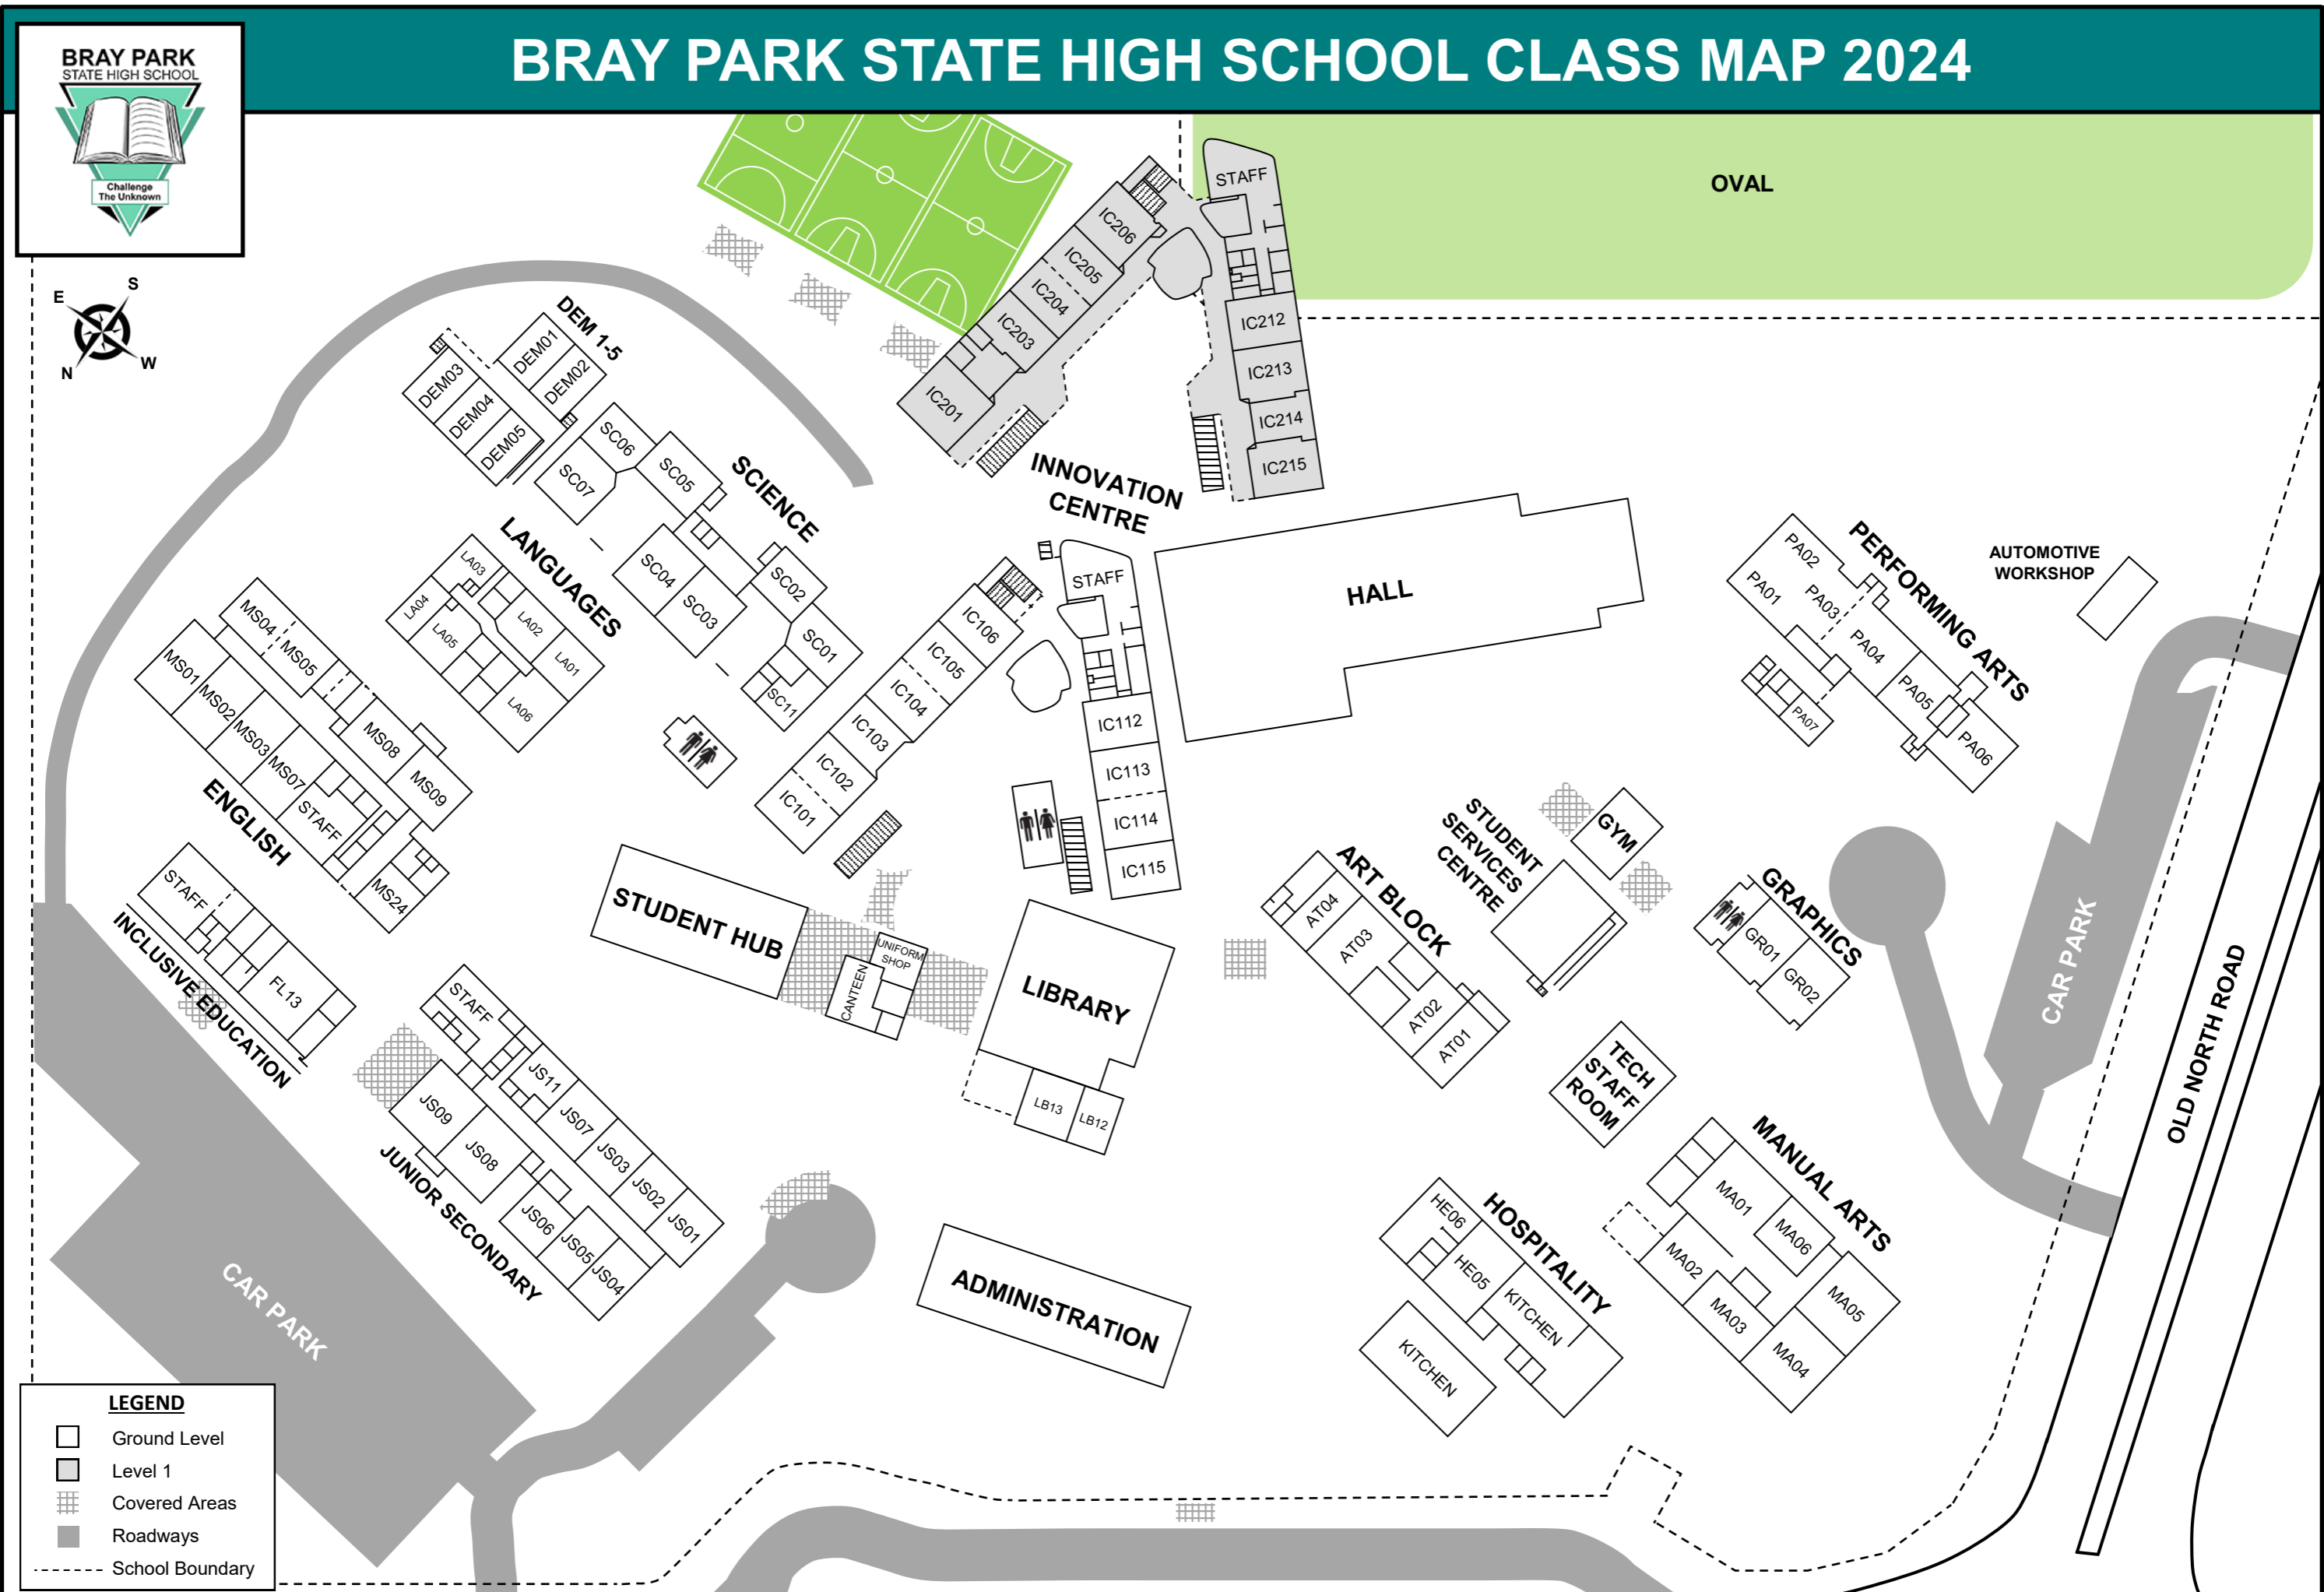 BRAY PARK STATE HIGH SCHOOL CLASS MAP 2024
BRAY PARK
STATE HIGH SCHOOL
Challenge
The Unknown
E
S
N
W
OVAL
STAFF
IC206
IC205
IC204
IC203
IC201
IC212
IC213
IC214
IC215
INNOVATION
CENTRE
DEM 1-5
DEM01
DEM02
DEM03
DEM04
DEM05
SCIENCE
SC06
SC05
SC07
SC04
SC03
SC02
SC01
SC11
LANGUAGES
LA03
LA04
LA02
LA05
LA01
LA06
MS04
MS05
MS01
MS02
MS03
MS07
STAFF
MS08
MS09
MS24
ENGLISH
IC106
IC105
IC104
IC103
IC102
IC101
STAFF
IC112
IC113
IC114
IC115
HALL
PERFORMING ARTS
PA02
PA01
PA03
PA04
PA05
PA07
PA06
AUTOMOTIVE
WORKSHOP
STAFF
FL13
INCLUSIVE EDUCATION
STUDENT HUB
UNIFORM
SHOP
CANTEEN
LIBRARY
LB13
LB12
ART BLOCK
AT04
AT03
AT02
AT01
STUDENT
SERVICES
CENTRE
GYM
GRAPHICS
GR01
GR02
CAR PARK
OLD NORTH ROAD
TECH
STAFF
ROOM
STAFF
JS11
JS07
JS03
JS02
JS01
JS09
JS08
JS06
JS05
JS04
JUNIOR SECONDARY
ADMINISTRATION
HOSPITALITY
HE06
HE05
KITCHEN
KITCHEN
MANUAL ARTS
MA01
MA06
MA02
MA03
MA05
MA04
CAR PARK
LEGEND
Ground Level
Level 1
Covered Areas
Roadways
School Boundary